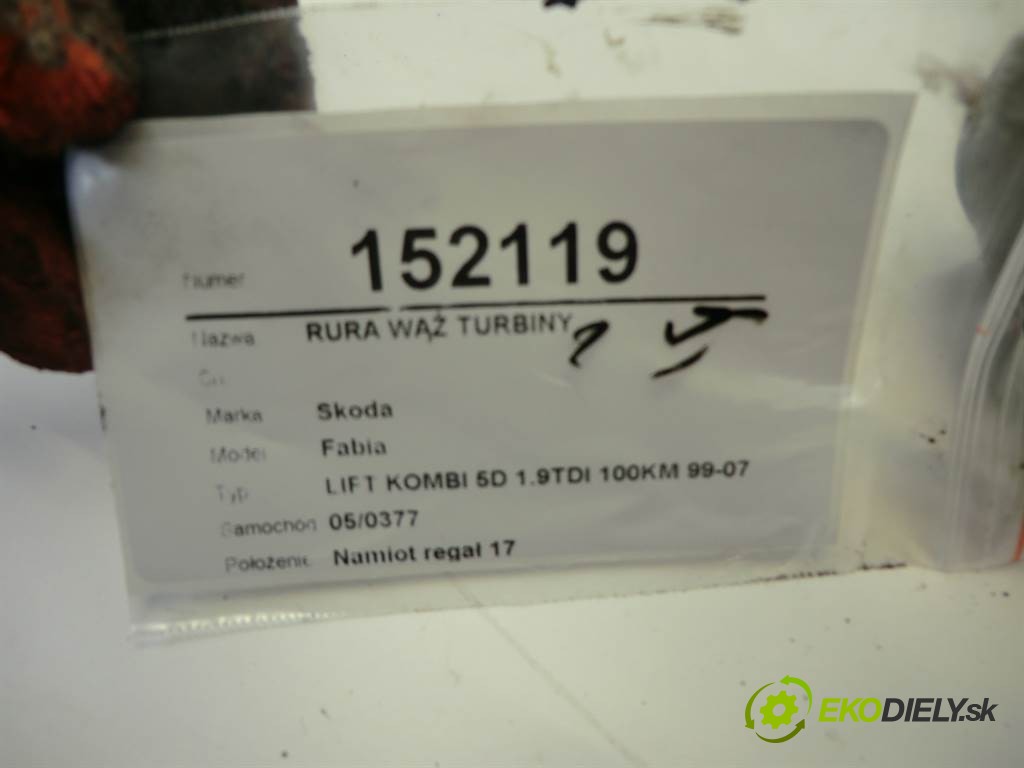 Numer 152119
Nazwa RURA WĄŻ TURBINY
Marka Skoda
Model Fabia
Typ LIFT KOMBI 5D 1.9TDI 100KM 99-07
Samochód 05/0377
Położenie Namiot regał 17
EKODIELY.sk